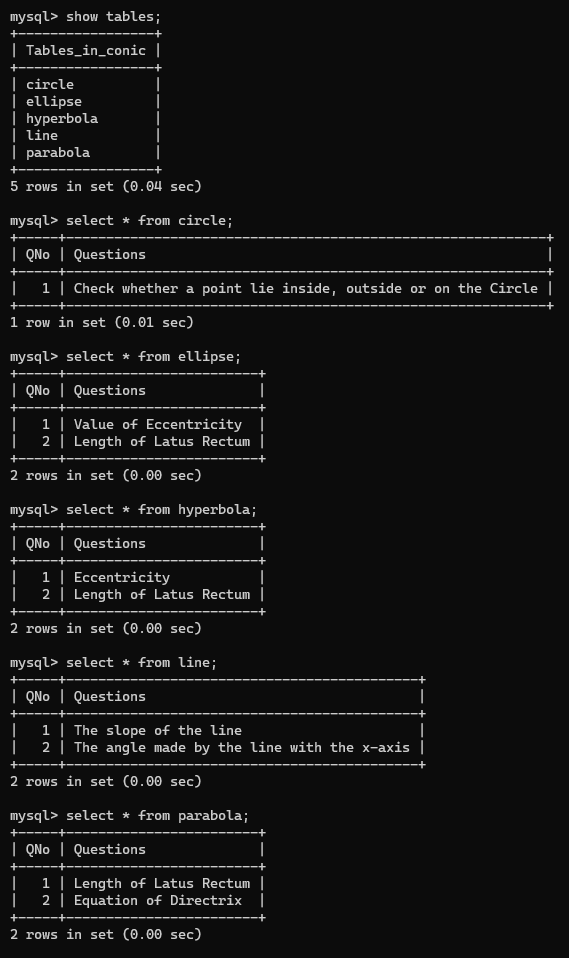 mysql> show tables;
+-----------------+
| Tables_in_conic |
+-----------------+
| circle          |
| ellipse         |
| hyperbola       |
| line            |
| parabola        |
+-----------------+
5 rows in set (0.04 sec)

mysql> select * from circle;
+-----+-----------------------------------------------------------+
| QNo | Questions                                                 |
+-----+-----------------------------------------------------------+
|   1 | Check whether a point lie inside, outside or on the Circle |
+-----+-----------------------------------------------------------+
1 row in set (0.01 sec)

mysql> select * from ellipse;
+-----+------------------------+
| QNo | Questions              |
+-----+------------------------+
|   1 | Value of Eccentricity  |
|   2 | Length of Latus Rectum |
+-----+------------------------+
2 rows in set (0.00 sec)

mysql> select * from hyperbola;
+-----+------------------------+
| QNo | Questions              |
+-----+------------------------+
|   1 | Eccentricity           |
|   2 | Length of Latus Rectum |
+-----+------------------------+
2 rows in set (0.00 sec)

mysql> select * from line;
+-----+--------------------------------------------+
| QNo | Questions                                  |
+-----+--------------------------------------------+
|   1 | The slope of the line                      |
|   2 | The angle made by the line with the x-axis |
+-----+--------------------------------------------+
2 rows in set (0.00 sec)

mysql> select * from parabola;
+-----+------------------------+
| QNo | Questions              |
+-----+------------------------+
|   1 | Length of Latus Rectum |
|   2 | Equation of Directrix  |
+-----+------------------------+
2 rows in set (0.00 sec)